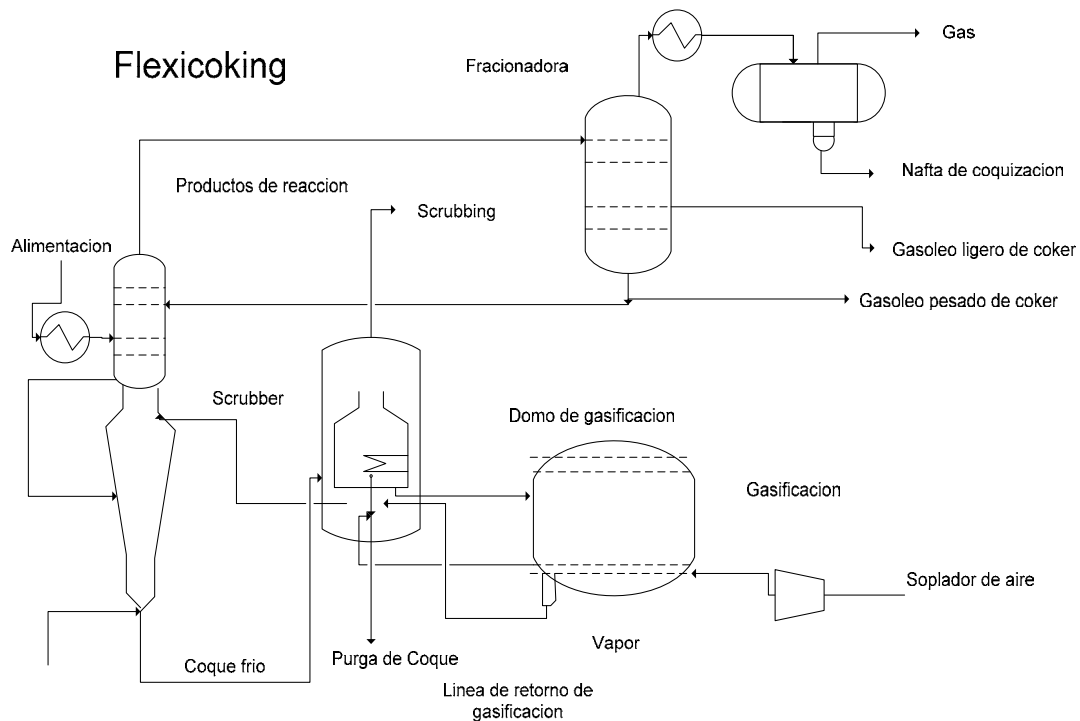 Flexicoking
Fracionadora
Gas
Nafta de coquizacion
Productos de reaccion
Scrubbing
Alimentacion
Gasoleo ligero de coker
Gasoleo pesado de coker
Scrubber
Domo de gasificacion
Gasificacion
Soplador de aire
Vapor
Coque frio
Purga de Coque
Linea de retorno de
gasificacion